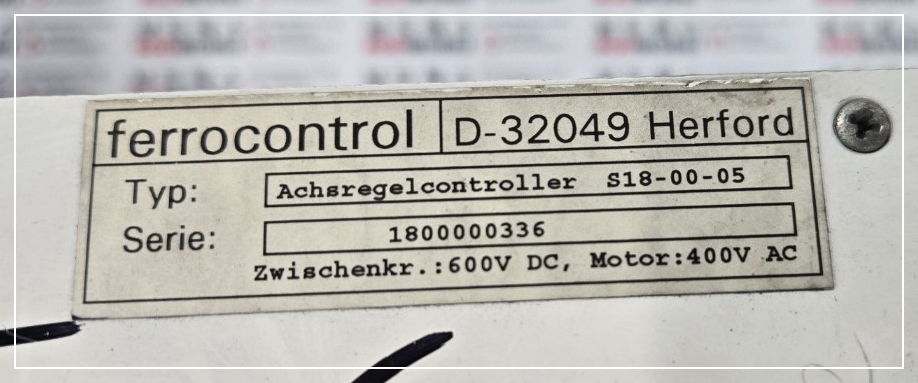 ferrocontrol D-32049 Herford
Typ: Achsregelcontroller S18-00-05
Serie: 1800000336
Zwischenkr.:600V DC, Motor:400V AC